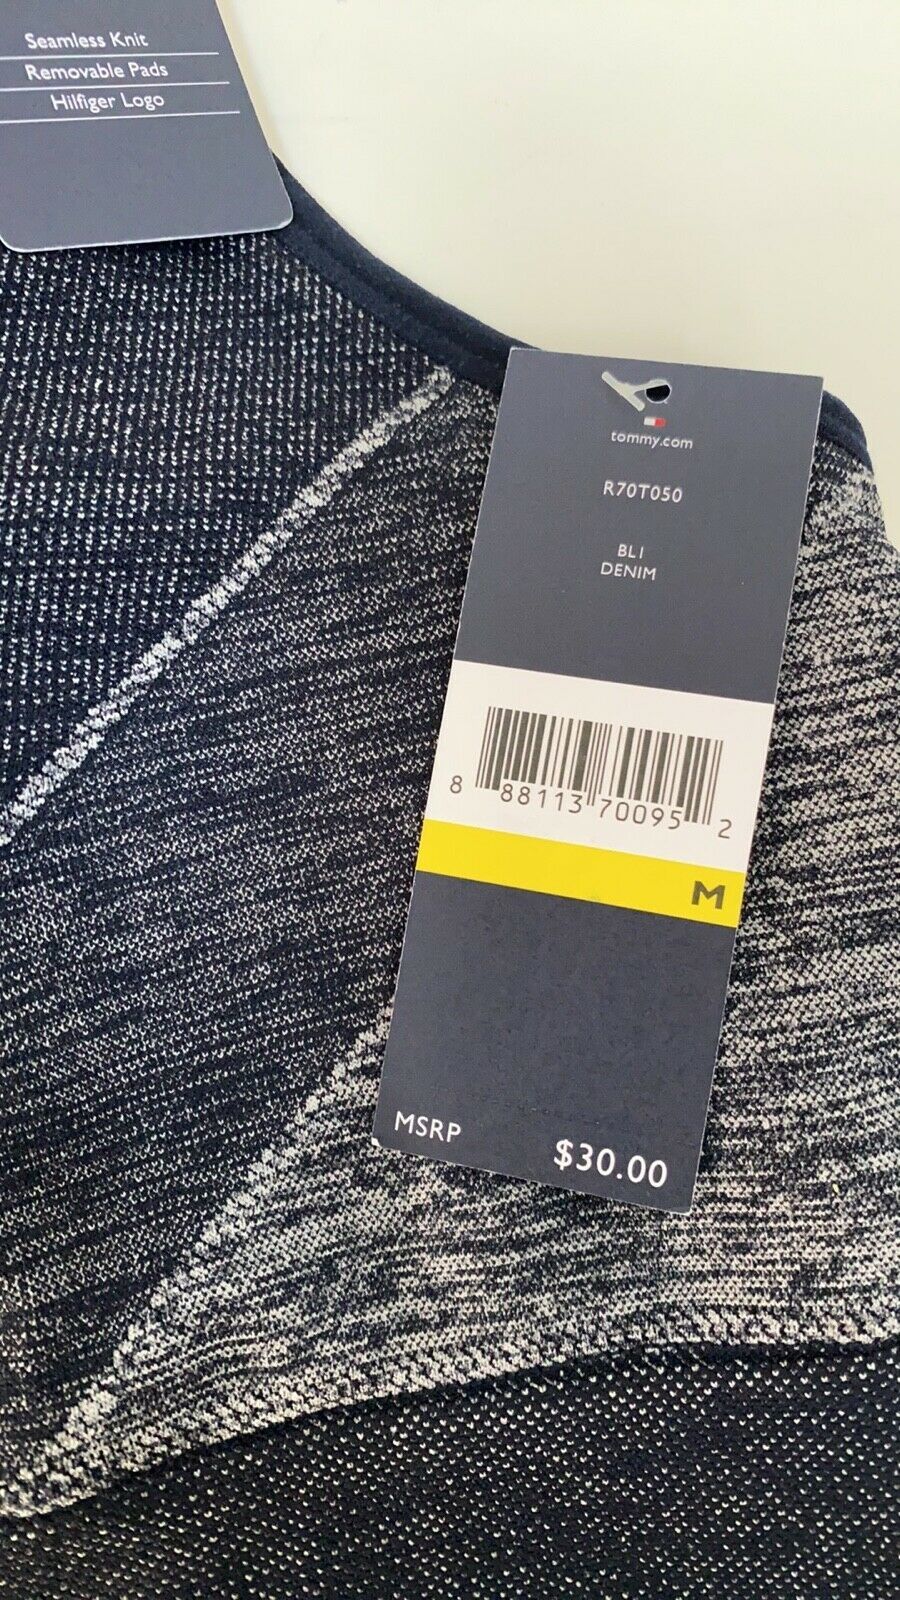 Seamless Knit
Removable Pads
Hilfiger Logo
tommy.com
R70T050
BLI
DENIM
8 88113 70095 2
M
MSRP $30.00